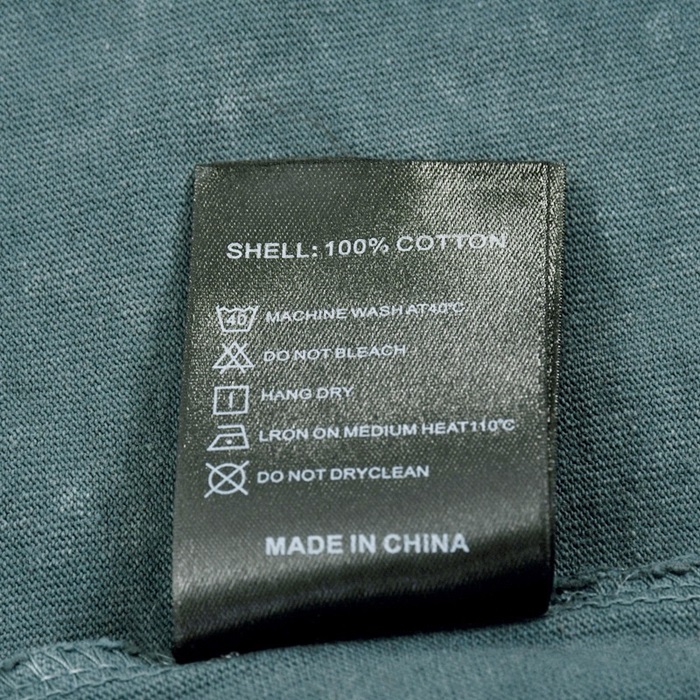 SHELL: 100% COTTON
40 MACHINE WASH AT40°C
DO NOT BLEACH
HANG DRY
LRON ON MEDIUM HEAT110°C
DO NOT DRYCLEAN
MADE IN CHINA